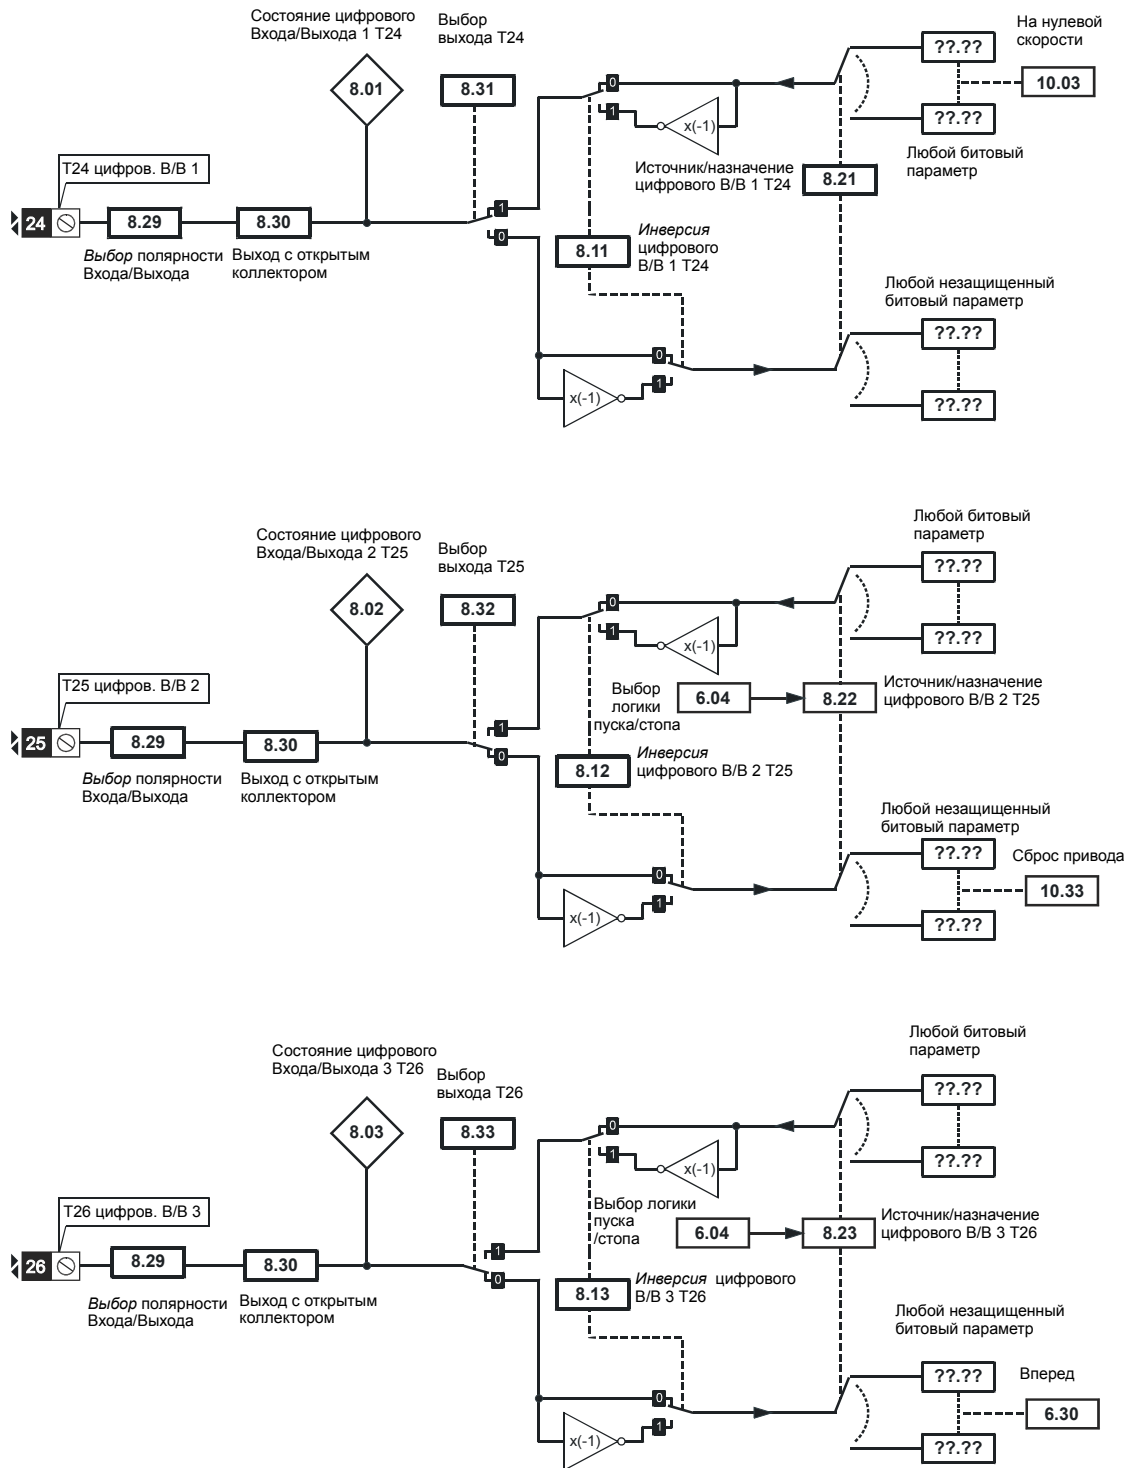 Состояние цифрового
Входа/Выхода 1 T24
Выбор
выхода T24
На нулевой
скорости
??.??
10.03
??.??
8.01
8.31
0
1
x(-1)
Любой битовый
параметр
T24 цифров. В/В 1
Источник/назначение
цифрового В/В 1 T24
8.21
24
8.29
8.30
1
0
Выбор полярности
Входа/Выхода
Выход с открытым
коллектором
8.11
Инверсия
цифрового
В/В 1 T24
Любой незащищенный
битовый параметр
??.??
0
1
x(-1)
??.??
Состояние цифрового
Входа/Выхода 2 T25
Выбор
выхода T25
Любой битовый
параметр
??.??
8.02
8.32
0
1
x(-1)
??.??
T25 цифров. В/В 2
Выбор
логики
пуска/стопа
6.04
8.22
Источник/назначение
цифрового В/В 2 T25
25
8.29
8.30
1
0
Выбор полярности
Входа/Выхода
Выход с открытым
коллектором
8.12
Инверсия
цифрового В/В 2 T25
Любой незащищенный
битовый параметр
??.??
Сброс привода
10.33
0
1
x(-1)
??.??
Состояние цифрового
Входа/Выхода 3 T26
Выбор
выхода T26
Любой битовый
параметр
??.??
8.03
8.33
0
1
x(-1)
??.??
T26 цифров. В/В 3
Выбор логики
пуска
/стопа
6.04
8.23
Источник/назначение
цифрового В/В 3 T26
26
8.29
8.30
1
0
Выбор полярности
Входа/Выхода
Выход с открытым
коллектором
8.13
Инверсия цифрового
В/В 3 T26
Любой незащищенный
битовый параметр
??.??
Вперед
6.30
0
1
x(-1)
??.??